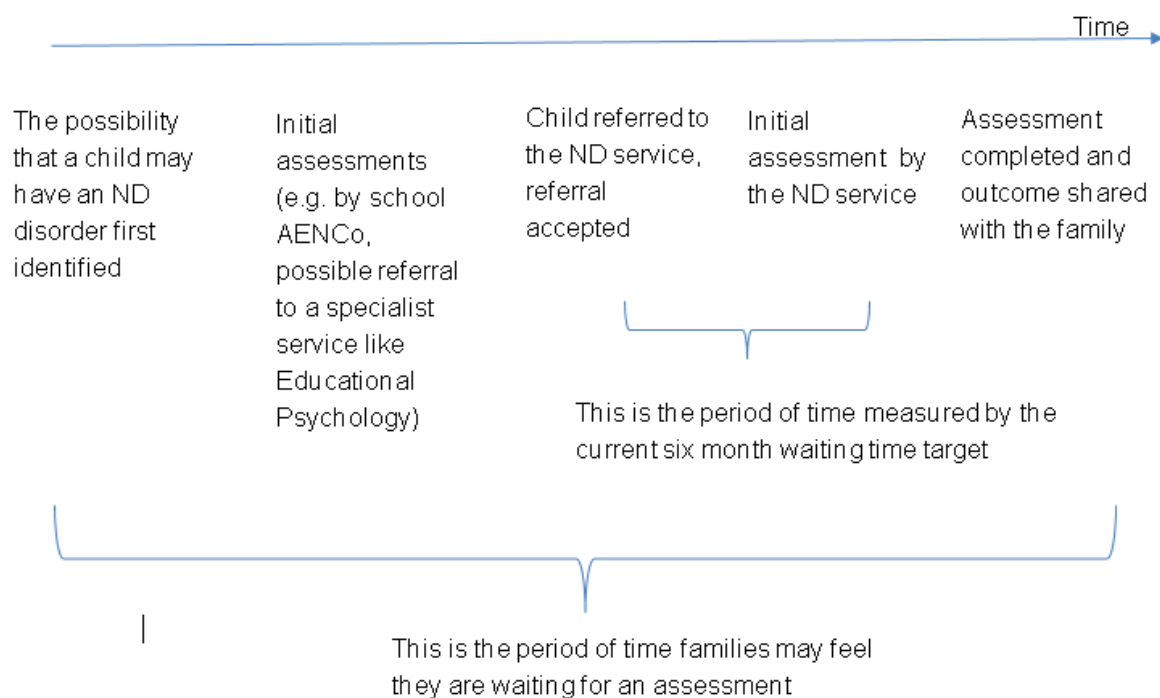 Time
The possibility
that a child may
have an ND
disorder first
identified
Initial
assessments
(e.g. by school
AENCo,
possible referral
to a specialist
service like
Educational
Psychology)
Child referred to
the ND service,
referral
accepted
Initial
assessment by
the ND service
Assessment
completed and
outcome shared
with the family
This is the period of time measured by the
current six month waiting time target
This is the period of time families may feel
they are waiting for an assessment